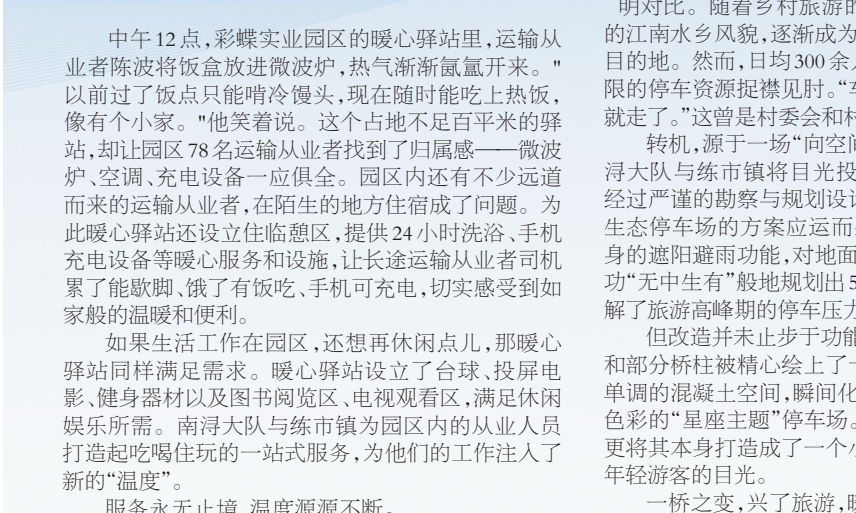 中午12点，彩蝶实业园区的暖心驿站里，运输从
业者陈波将饭盒放进微波炉，热气渐渐氤氲开来。"
以前过了饭点只能啃冷馒头，现在随时能吃上热饭，
像有个小家。"他笑着说。这个占地不足百平米的驿
站，却让园区78名运输从业者找到了归属感——微波
炉、空调、充电设备一应俱全。园区内还有不少远道
而来的运输从业者，在陌生的地方住宿成了问题。为
此暖心驿站还设立住临憩区，提供24小时洗浴、手机
充电设备等暖心服务和设施，让长途运输从业者司机
累了能歇脚、饿了有饭吃、手机可充电，切实感受到如
家般的温暖和便利。
如果生活工作在园区，还想再休闲点儿，那暖心
驿站同样满足需求。暖心驿站设立了台球、投屏电
影、健身器材以及图书阅览区、电视观看区，满足休闲
娱乐所需。南浔大队与练市镇为园区内的从业人员
打造起吃喝住玩的一站式服务，为他们的工作注入了
新的“温度”。
服务永无止境，温度源源不断。
明对比。随着乡村旅游的
的江南水乡风貌，逐渐成为
目的地。然而，日均300余
限的停车资源捉襟见肘。“车
就走了。”这曾是村委会和村
转机，源于一场“向空间
浔大队与练市镇将目光投
经过严谨的勘察与规划设计
生态停车场的方案应运而
身的遮阳避雨功能，对地面
功“无中生有”般地规划出5
解了旅游高峰期的停车压力
但改造并未止步于功能
和部分桥柱被精心绘上了
单调的混凝土空间，瞬间化
色彩的“星座主题”停车场。
更将其本身打造成了一个小
年轻游客的目光。
一桥之变，兴了旅游，暖